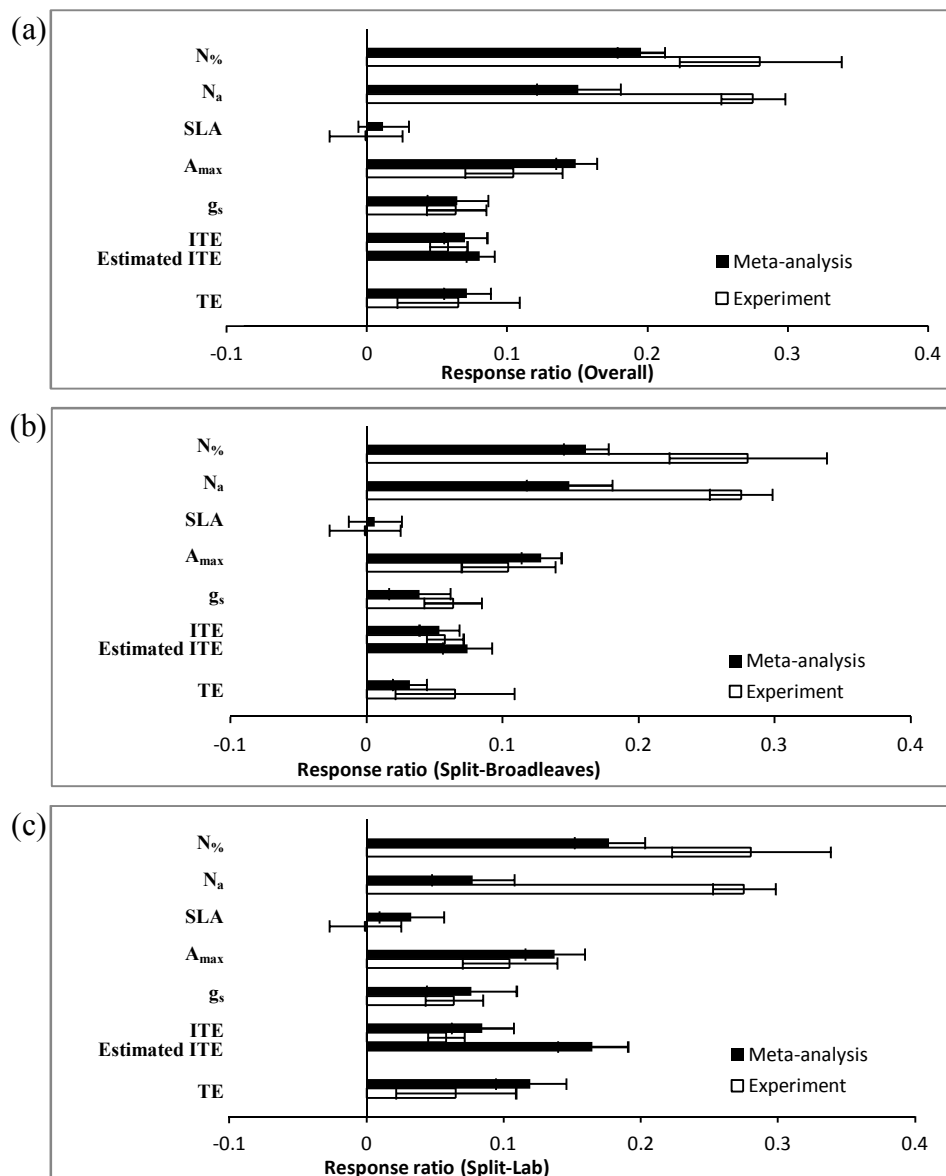 (a)
N%
Na
SLA
Amax
gs
ITE
Estimated ITE
TE
Meta-analysis
Experiment
-0.1 0 0.1 0.2 0.3 0.4
Response ratio (Overall)
(b)
N%
Na
SLA
Amax
gs
ITE
Estimated ITE
TE
Meta-analysis
Experiment
-0.1 0 0.1 0.2 0.3 0.4
Response ratio (Split-Broadleaves)
(c)
N%
Na
SLA
Amax
gs
ITE
Estimated ITE
TE
Meta-analysis
Experiment
-0.1 0 0.1 0.2 0.3 0.4
Response ratio (Split-Lab)